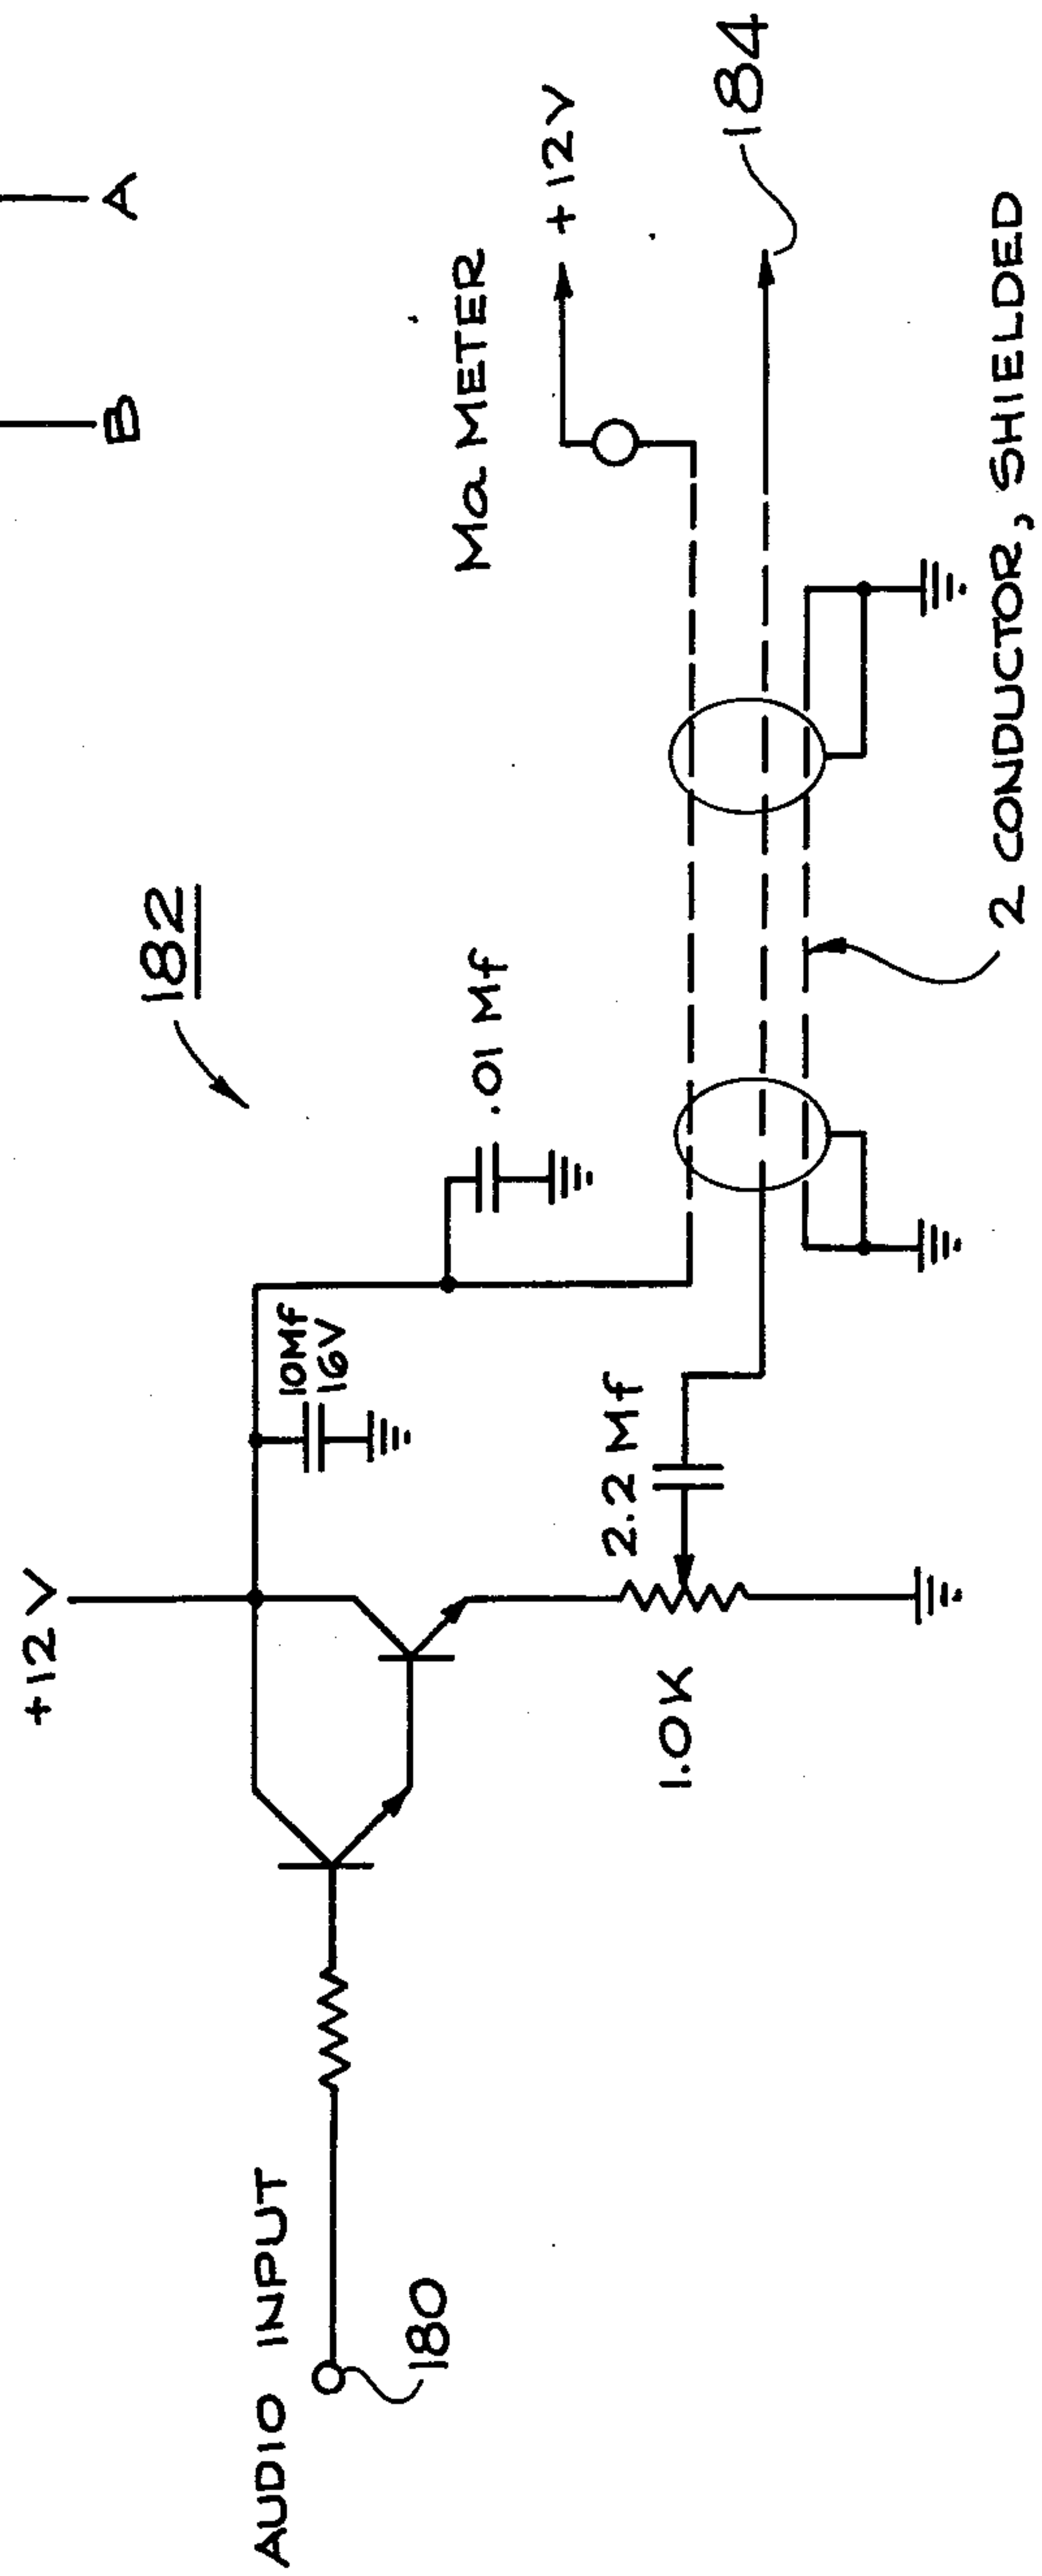 A
B
+12 V
182
10Mf
16V
.01 Mf
Ma METER
+12V
184
AUDIO INPUT
180
2.2 Mf
1.0K
2 CONDUCTOR, SHIELDED